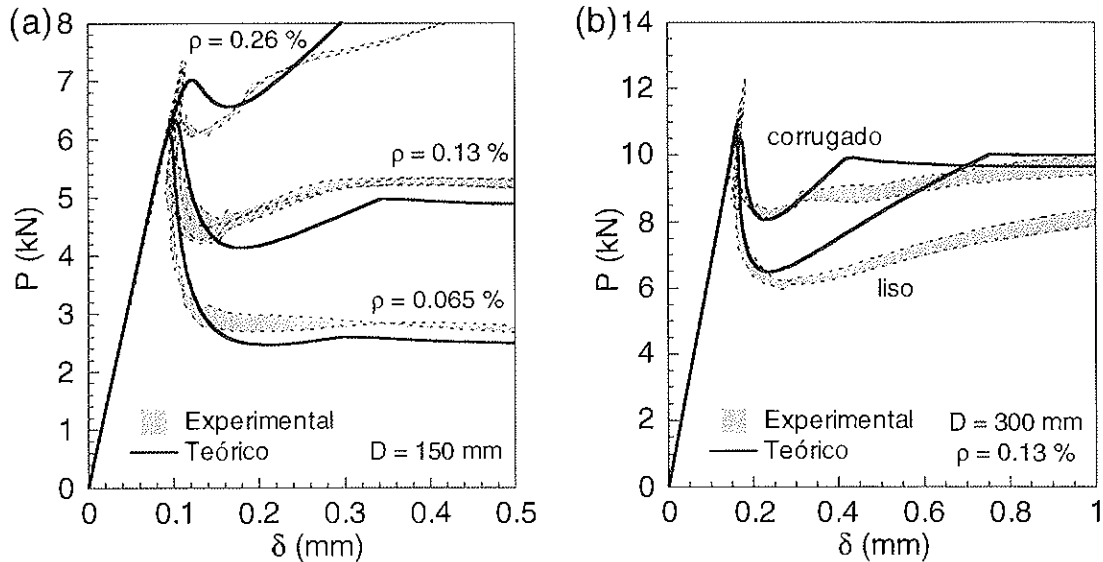 (a)
8
7
6
5
4
3
2
1
0
P (kN)
ρ = 0.26 %
ρ = 0.13 %
ρ = 0.065 %
Experimental
Teórico
D = 150 mm
0
0.1
0.2
0.3
0.4
0.5
δ (mm)
(b)
14
12
10
8
6
4
2
0
P (kN)
corrugado
liso
Experimental
Teórico
D = 300 mm
ρ = 0.13 %
0
0.2
0.4
0.6
0.8
1
δ (mm)